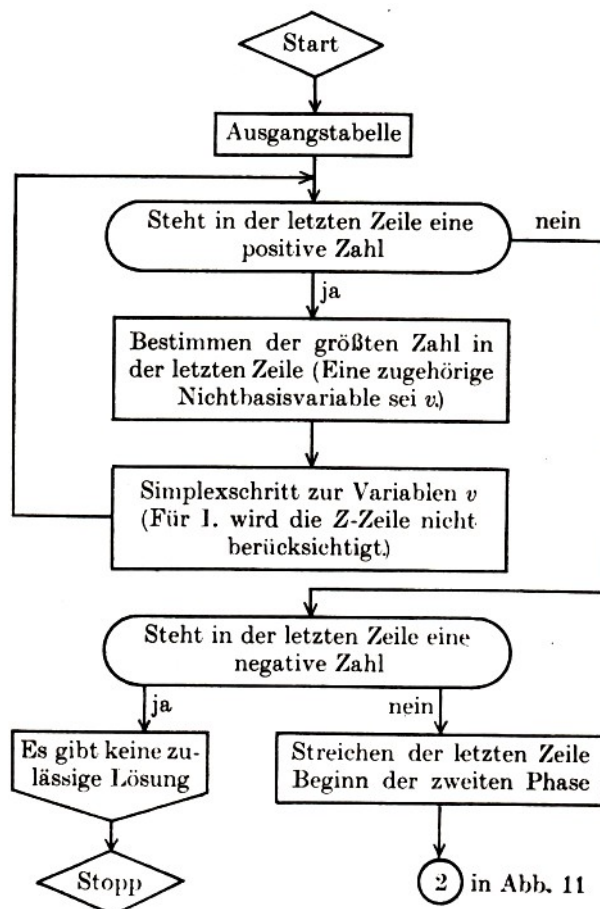 Start
Ausgangstabelle
Steht in der letzten Zeile eine
positive Zahl
nein
ja
Bestimmen der größten Zahl in
der letzten Zeile (Eine zugehörige
Nichtbasisvariable sei v.)
Simplexschritt zur Variablen v
(Für I. wird die Z-Zeile nicht
berücksichtigt.)
Steht in der letzten Zeile eine
negative Zahl
ja
nein
Es gibt keine zu-
lässige Lösung
Streichen der letzten Zeile
Beginn der zweiten Phase
Stopp
2 in Abb. 11